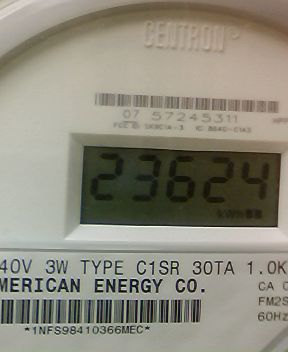 CENTRON®
07 57245311
23624
kWh
40V 3W TYPE C1SR 30TA 1.0K
MERICAN ENERGY CO.
CA
FM2S
60Hz
*1NFS98410366MEC*